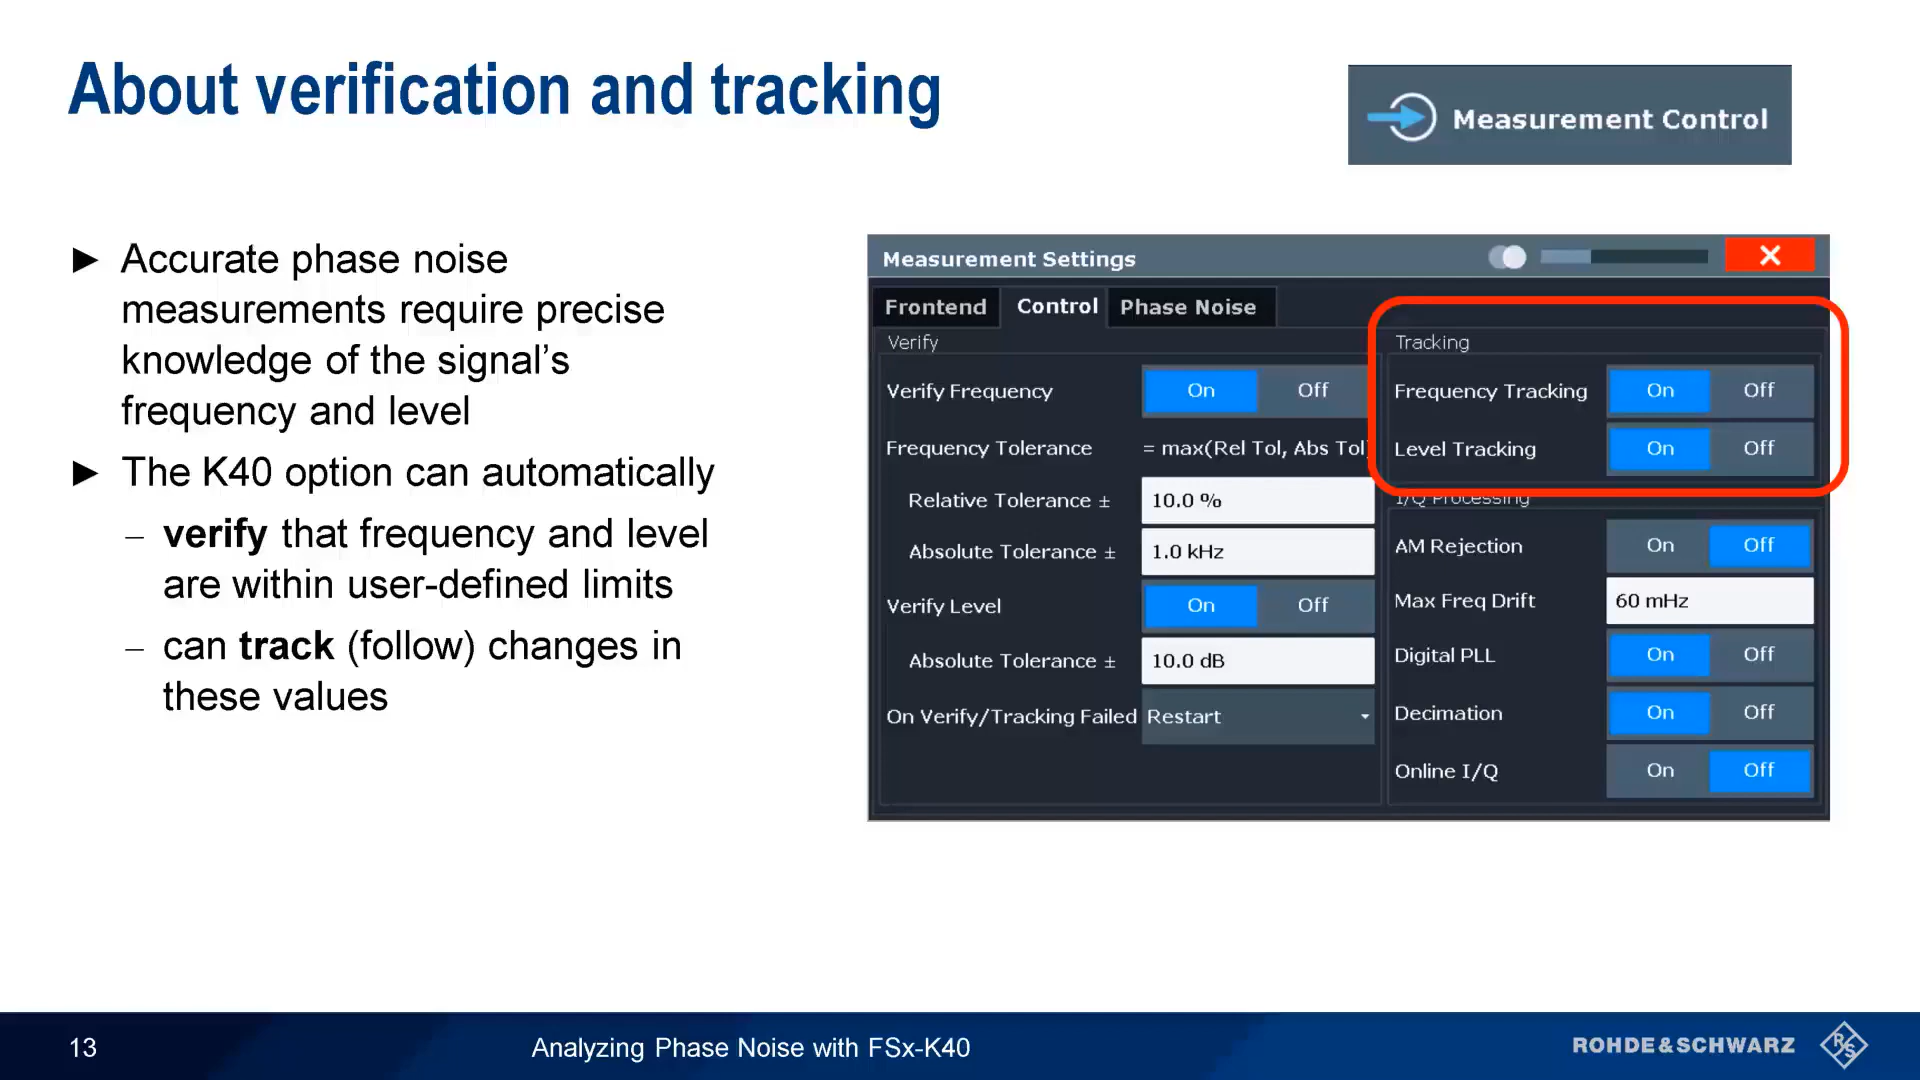 About verification and tracking
Measurement Control
► Accurate phase noise
measurements require precise
knowledge of the signal’s
frequency and level
► The K40 option can automatically
– verify that frequency and level
are within user-defined limits
– can track (follow) changes in
these values
Measurement Settings
Frontend Control Phase Noise
Verify
Verify Frequency On Off
Frequency Tolerance = max(Rel Tol, Abs Tol)
Relative Tolerance ± 10.0 %
Absolute Tolerance ± 1.0 kHz
Verify Level On Off
Absolute Tolerance ± 10.0 dB
On Verify/Tracking Failed Restart
Tracking
Frequency Tracking On Off
Level Tracking On Off
I/Q Processing
AM Rejection On Off
Max Freq Drift 60 mHz
Digital PLL On Off
Decimation On Off
Online I/Q On Off
13
Analyzing Phase Noise with FSx-K40
ROHDE&SCHWARZ
R&S